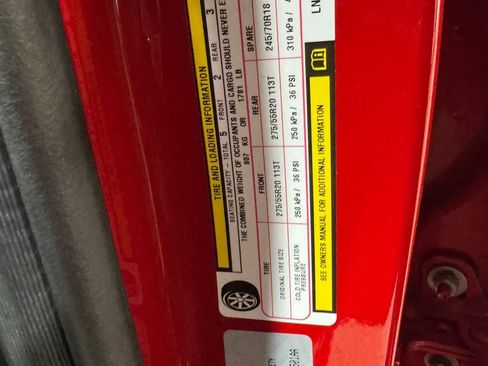 TIRE AND LOADING INFORMATION
SEATING CAPACITY - TOTAL 5 FRONT 2 REAR 3
THE COMBINED WEIGHT OF OCCUPANTS AND CARGO SHOULD NEVER E
807 KG OR 1781 LB
TIRE FRONT REAR SPARE
ORIGINAL TIRE SIZE 275/55R20 113T 275/55R20 113T 245/70R18
COLD TIRE INFLATION PRESSURE 250 kPa / 36 PSI 250 kPa / 36 PSI 310 kPa /
SEE OWNERS MANUAL FOR ADDITIONAL INFORMATION
LN
ETY